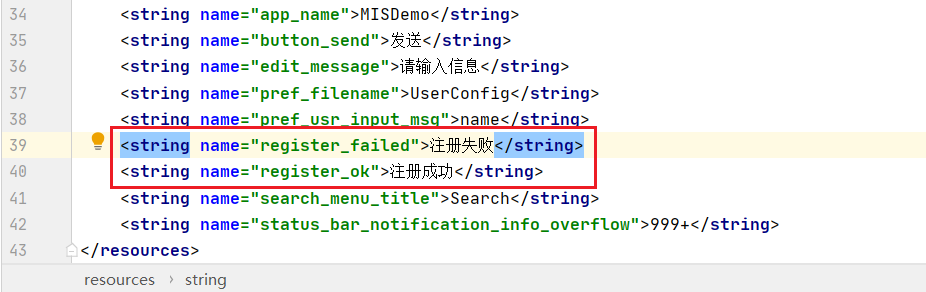 34 <string name="app_name">MISDemo</string>
35 <string name="button_send">发送</string>
36 <string name="edit_message">请输入信息</string>
37 <string name="pref_filename">UserConfig</string>
38 <string name="pref_usr_input_msg">name</string>
39 <string name="register_failed">注册失败</string>
40 <string name="register_ok">注册成功</string>
41 <string name="search_menu_title">Search</string>
42 <string name="status_bar_notification_info_overflow">999+</string>
43 </resources>
resources › string